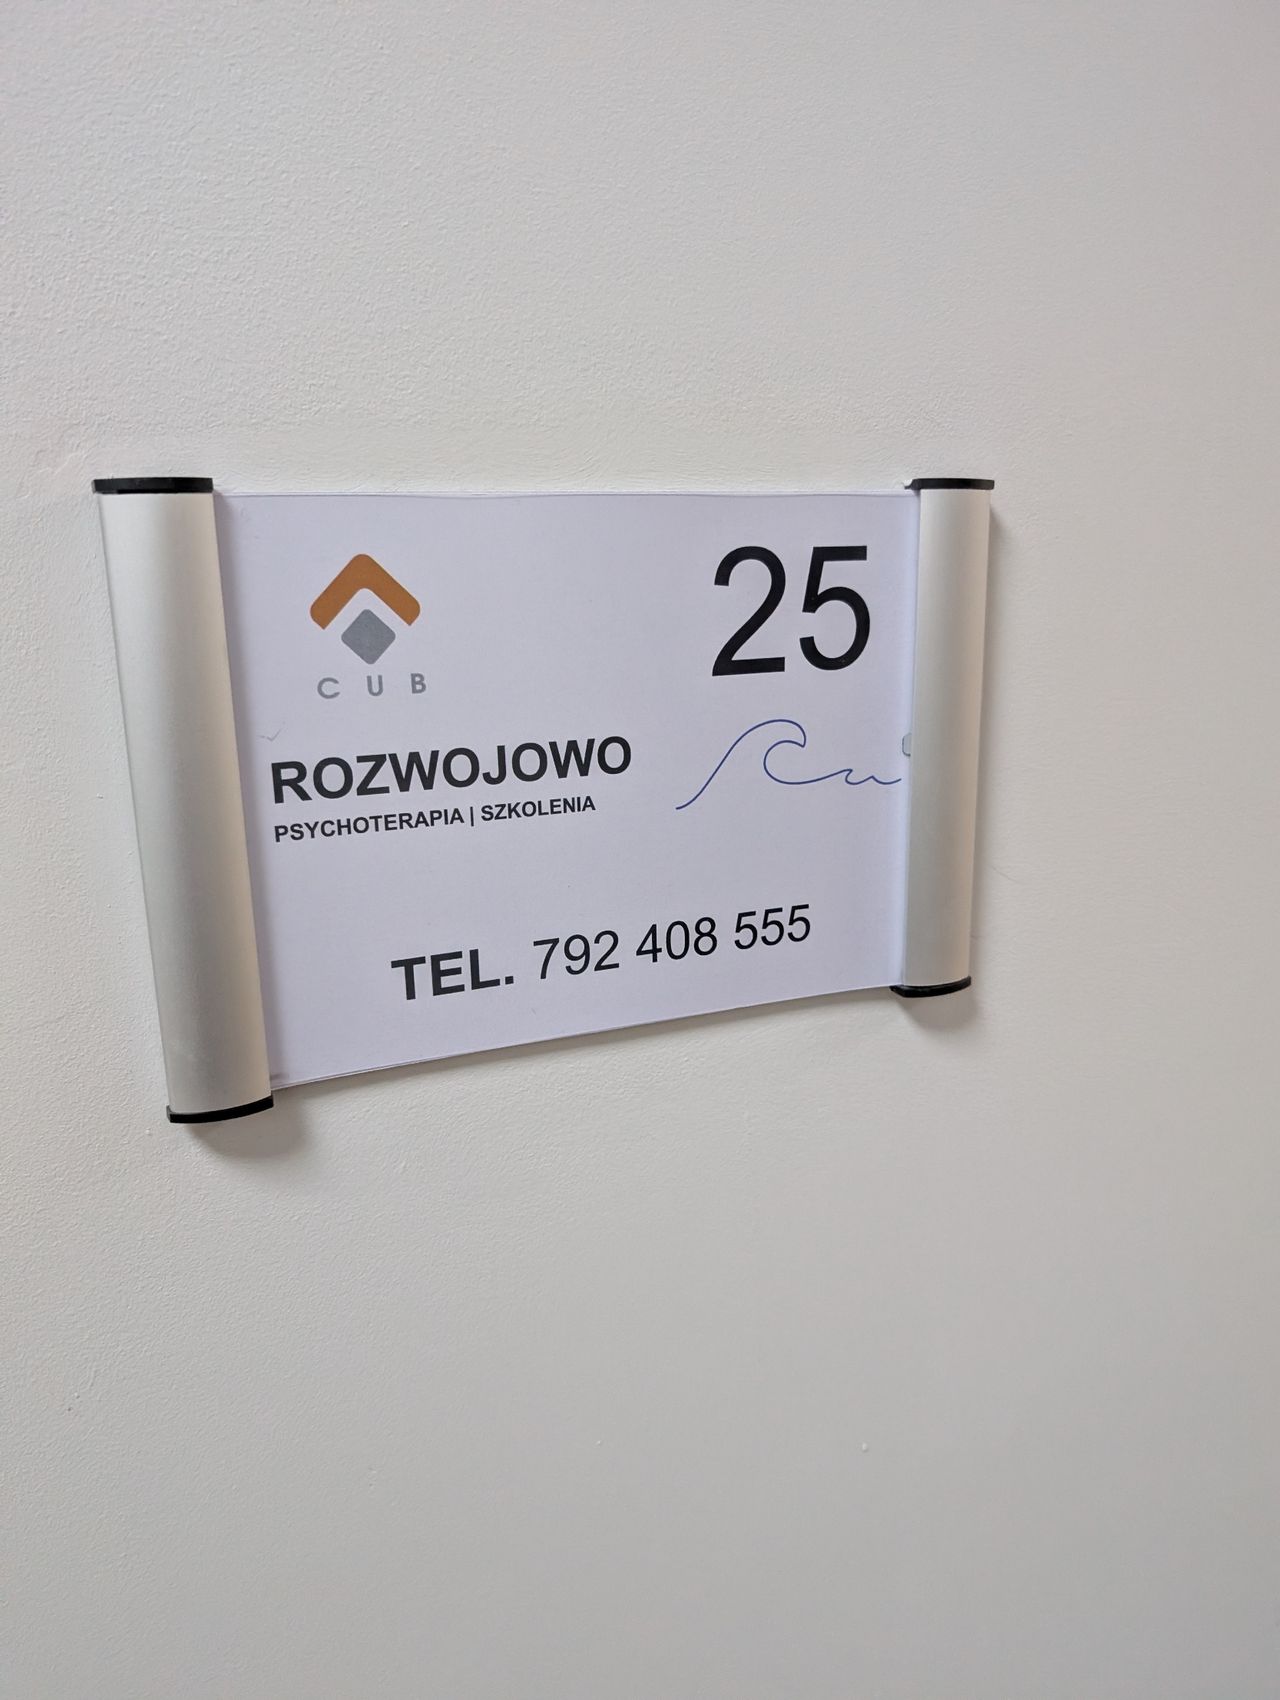 25
CUB
ROZWOJOWO
PSYCHOTERAPIA | SZKOLENIA
TEL. 792 408 555